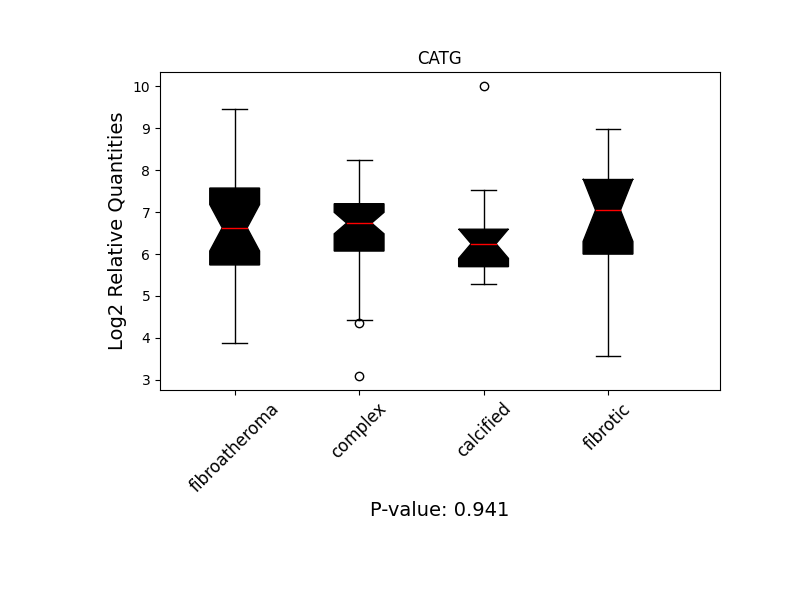 CATG
Log2 Relative Quantities
10
9
8
7
6
5
4
3
fibroatheroma
complex
calcified
fibrotic
P-value: 0.941